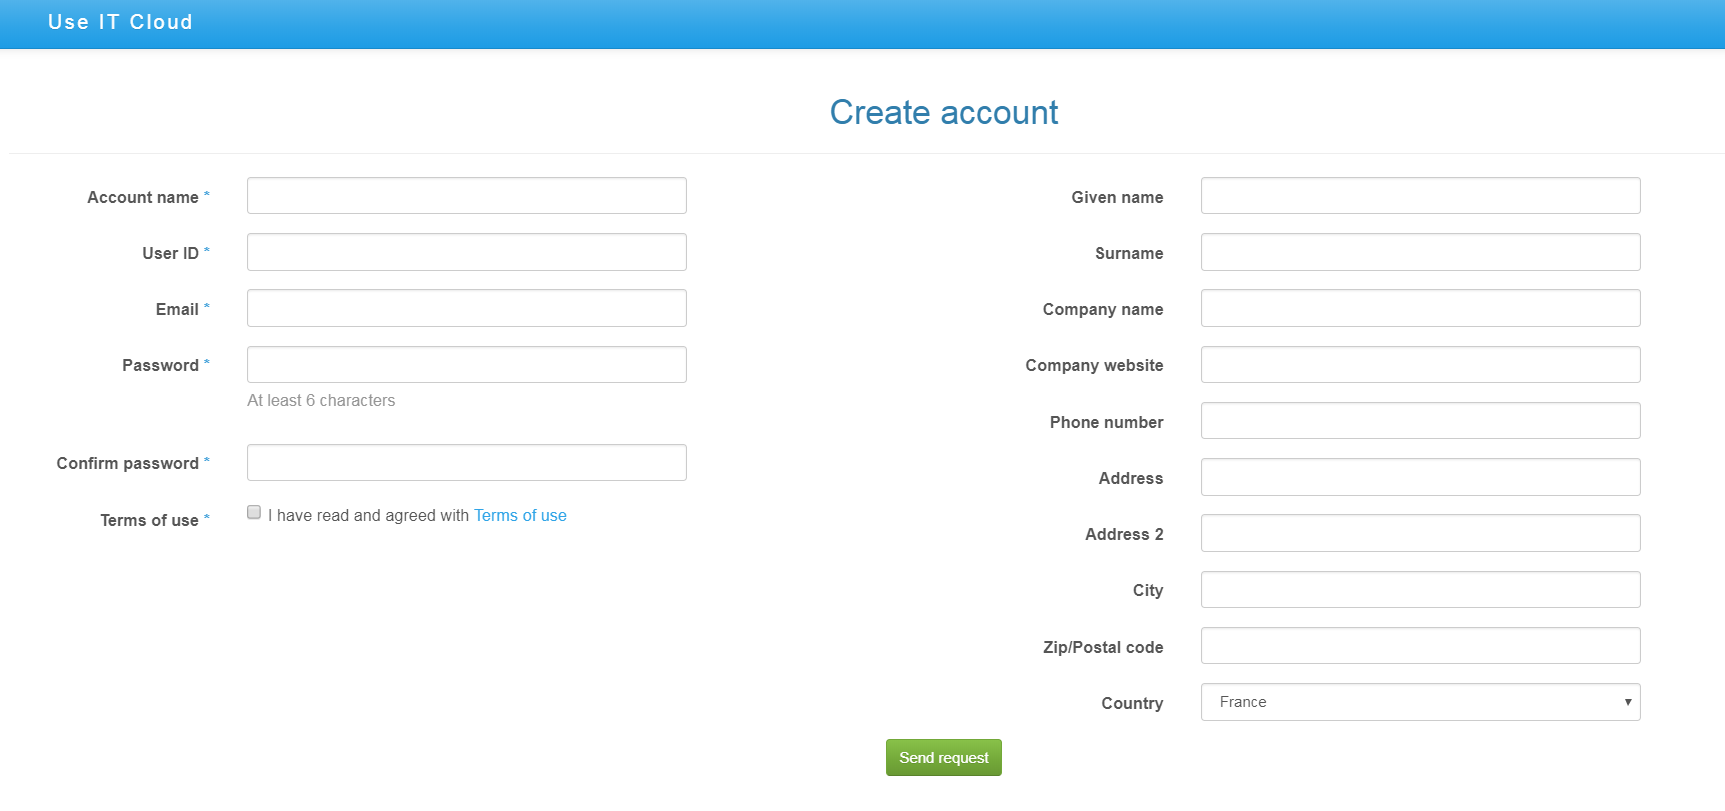 Use IT Cloud
Create account
Account name *
User ID *
Email *
Password *
At least 6 characters
Confirm password *
Terms of use *
I have read and agreed with Terms of use
Given name
Surname
Company name
Company website
Phone number
Address
Address 2
City
Zip/Postal code
Country
France
Send request